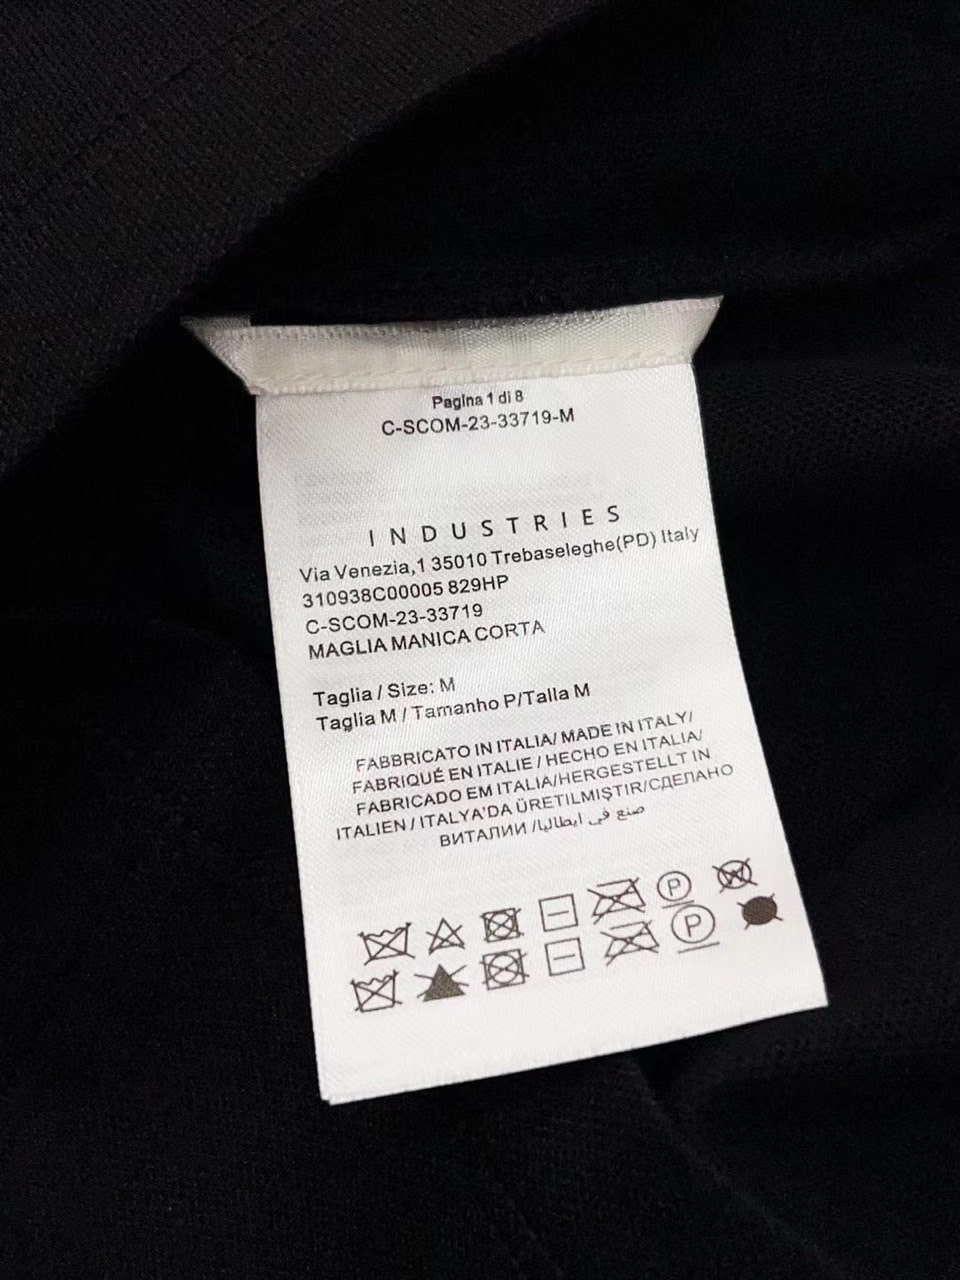 Pagina 1 di 8
C-SCOM-23-33719-M
INDUSTRIES
Via Venezia,1 35010 Trebaseleghe(PD) Italy
310938C00005 829HP
C-SCOM-23-33719
MAGLIA MANICA CORTA
Taglia / Size: M
Taglia M / Tamanho P/Talla M
FABBRICATO IN ITALIA/ MADE IN ITALY/
FABRIQUÉ EN ITALIE / HECHO EN ITALIA/
FABRICADO EM ITALIA/HERGESTELLT IN
ITALIEN / ITALYA'DA ÜRETILMIŞTIR/СДЕЛАНО
ВИТАЛИИ /صنع في ايطاليا
P
W
P